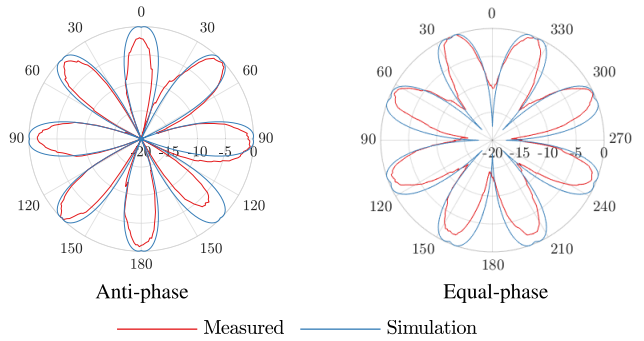 0 0
30 30 30 330
60 60 60 300
90 90 90 270
-20 -15 -10 -5 0 -20 -15 -10 -5 0
120 120 120 240
150 150 150 210
180 180
Anti-phase Equal-phase
Measured Simulation